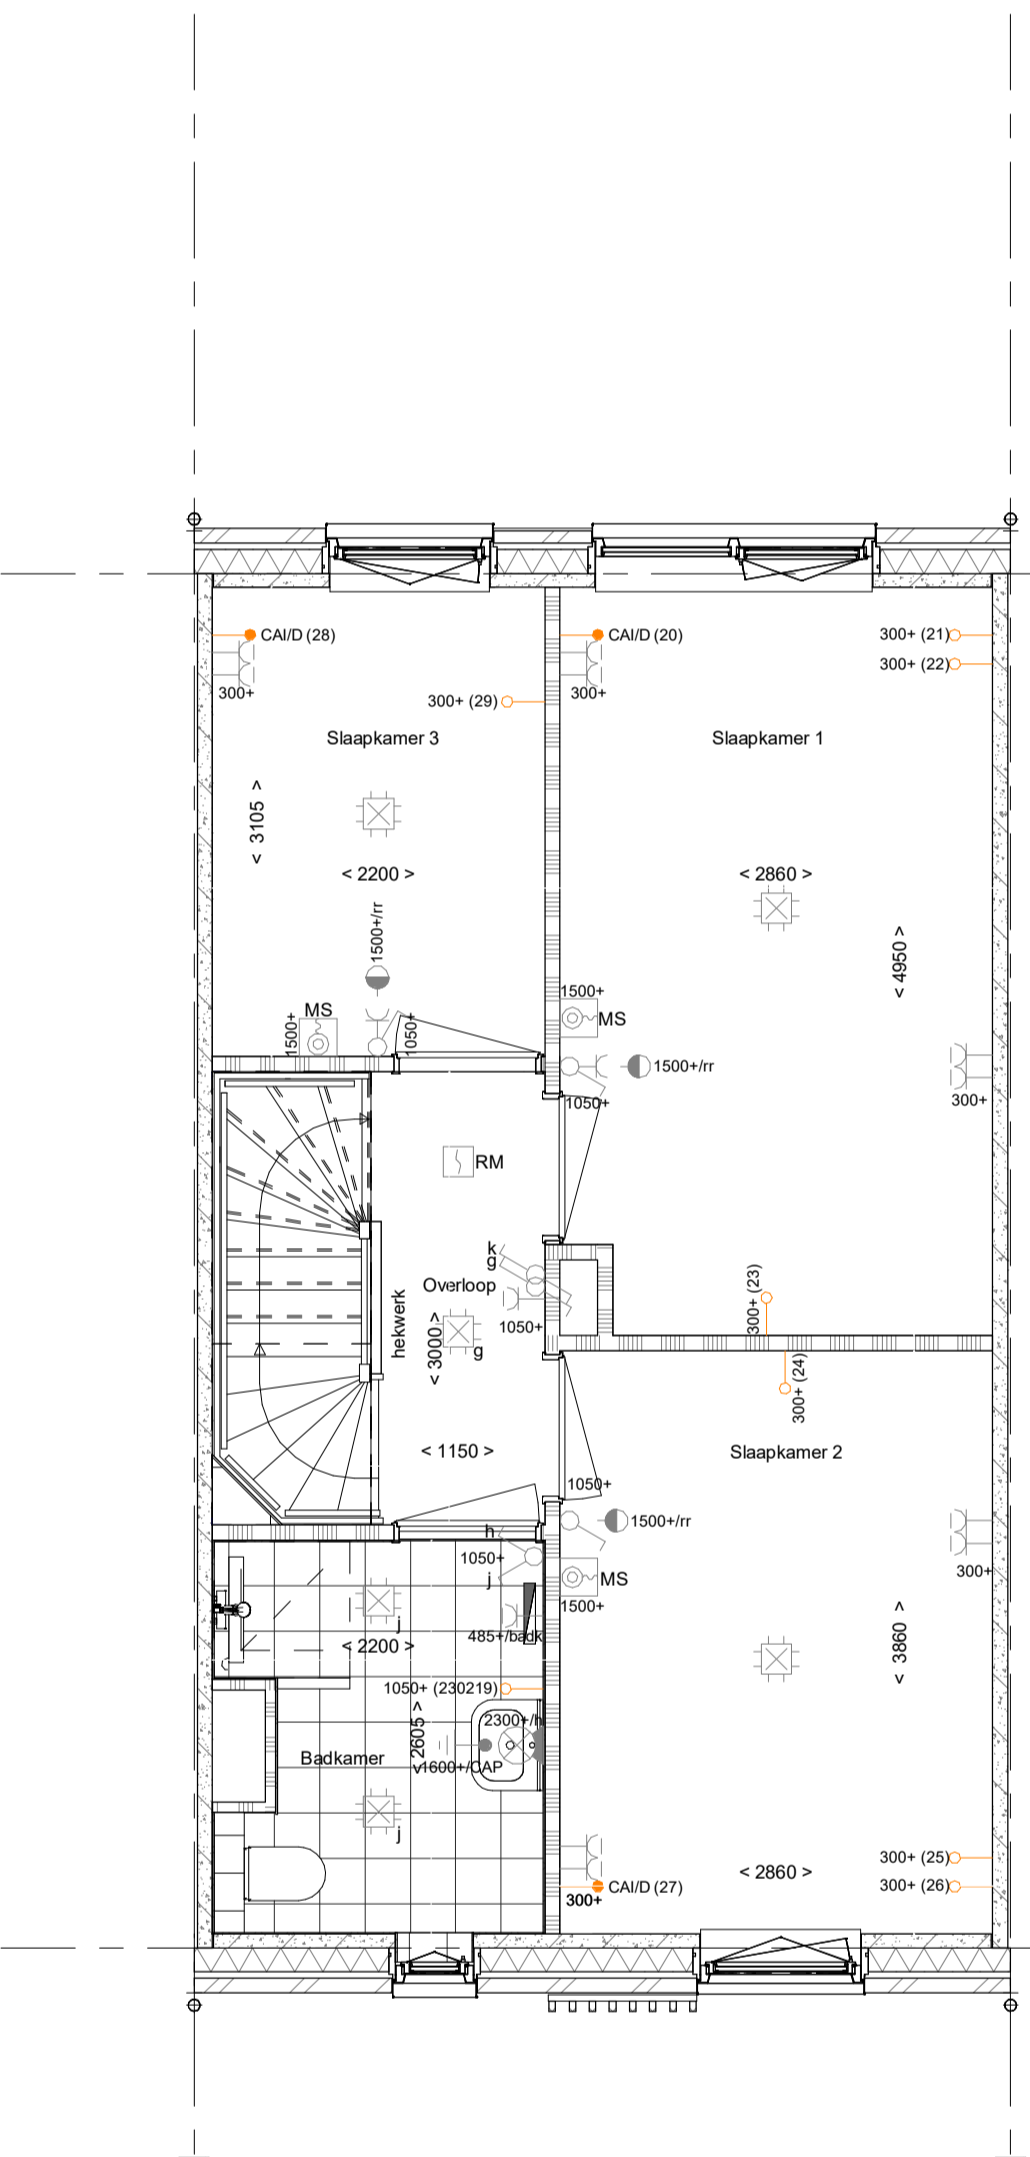 CAI/D (28)
CAI/D (20)
300+ (21)
300+ (22)
300+
300+
300+ (29)
Slaapkamer 3
Slaapkamer 1
< 3105 >
< 2200 >
< 2860 >
1500+/rr
< 4950 >
1500+
MS
1050+
1500+
MS
1500+/rr
1050+
300+
RM
k
g
Overloop
300+ (23)
hekwerk
< 3000 >
1050+
g
300+ (24)
< 1150 >
Slaapkamer 2
1050+
1500+/rr
h
1050+
j
300+
MS
1500+
j
485+/badk
< 2200 >
< 3860 >
1050+ (230219)
2300+/h
< 2605 >
Badkamer
1600+/CAP
j
300+ (25)
< 2860 >
CAI/D (27)
300+ (26)
300+